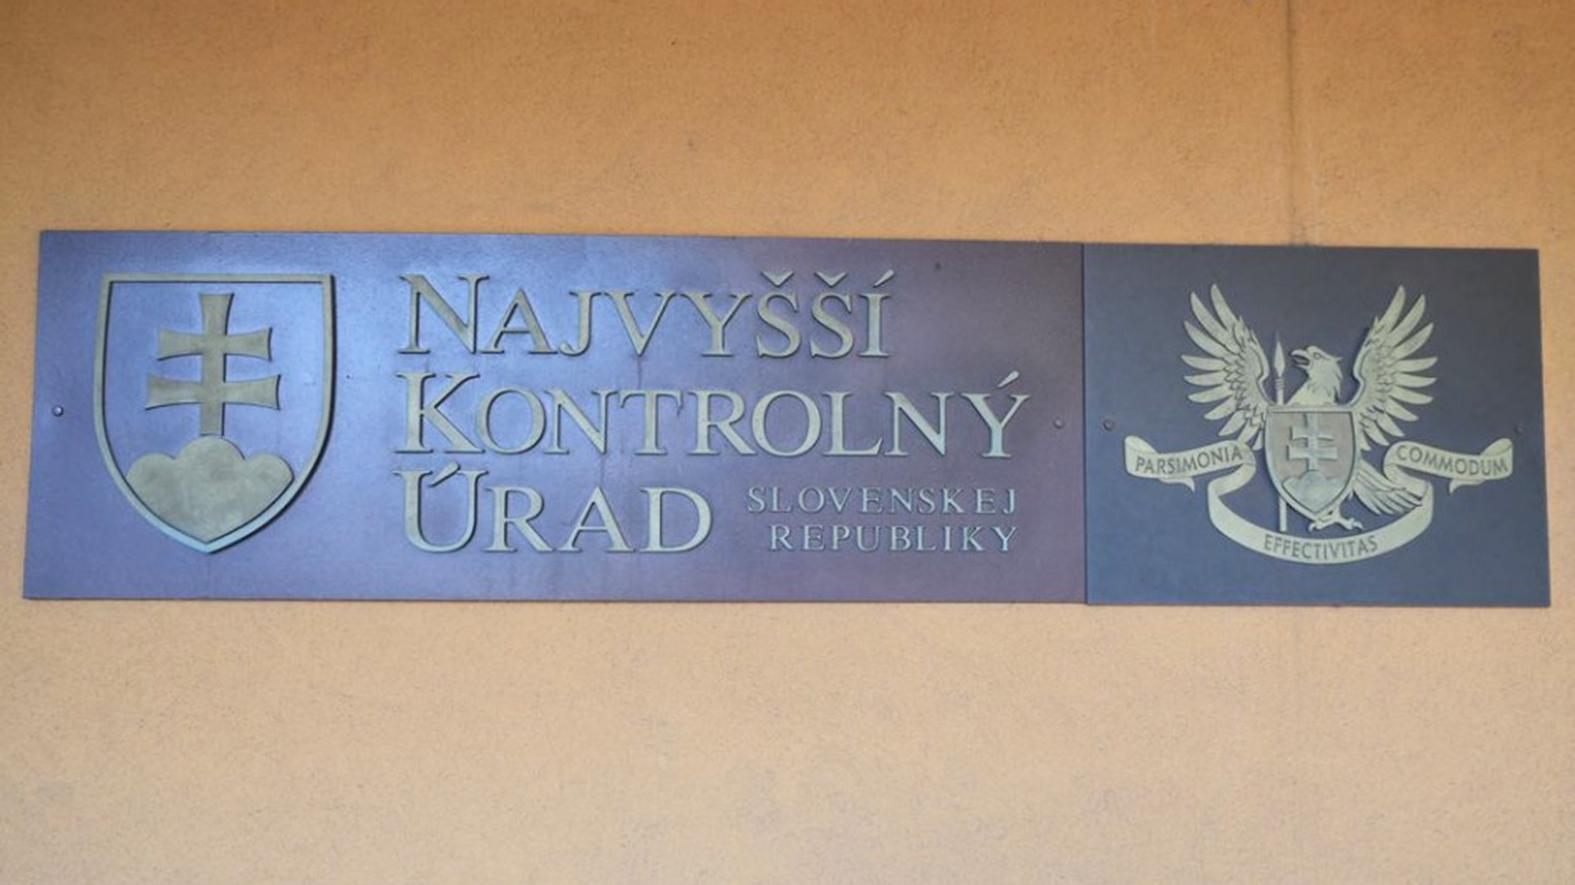 NAJVYŠŠÍ
KONTROLNÝ
ÚRAD
SLOVENSKEJ
REPUBLIKY
PARSIMONIA
COMMODUM
EFFECTIVITAS